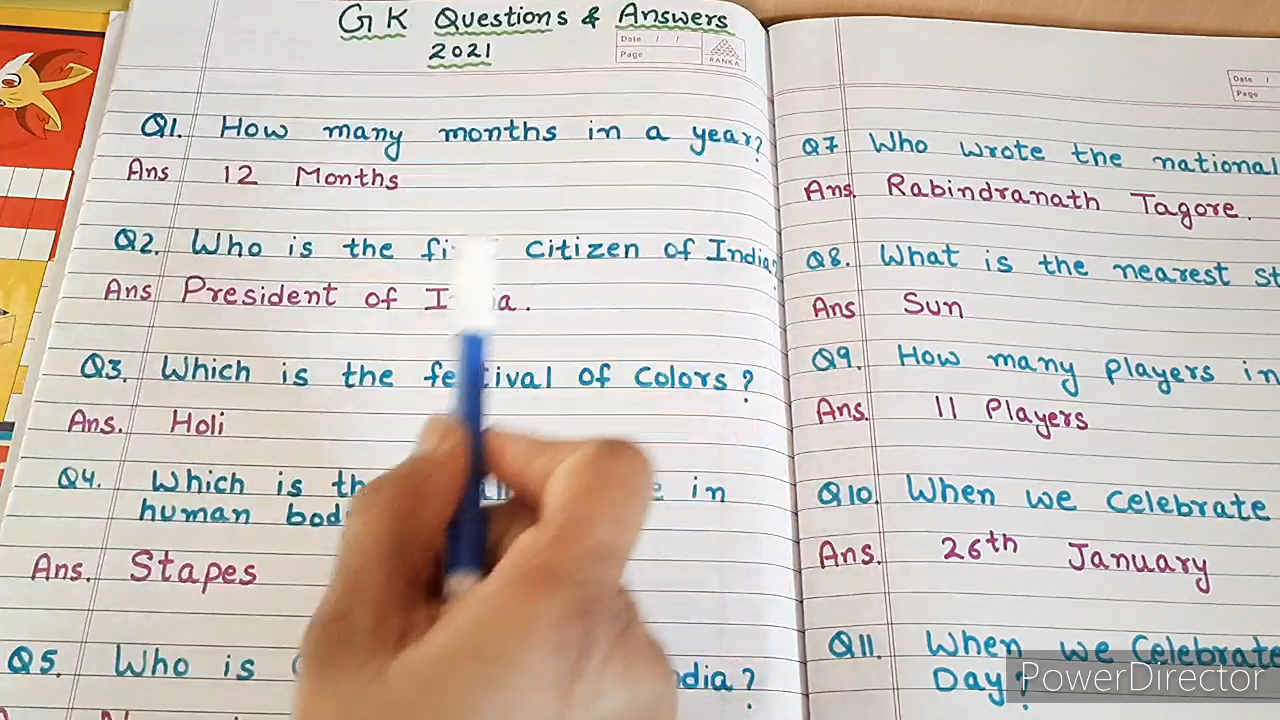 GK Questions & Answers
2021
Date / /
Page
RANKA
Q1. How many months in a year?
Ans 12 Months
Q2. Who is the citizen of India
Ans President of
Q3. Which is the of colors?
Ans. Holi
Q4. Which is in
human
Ans. Stapes
Q5. Who is
Date /
Page
Q7 Who wrote the national
Ans. Rabindranath Tagore.
Q8. What is the nearest
Ans Sun
Q9. How many players in
Ans. 11 Players
Q10. When we celebrate
Ans. 26th January
Q11. When we celebrate
Day?
PowerDirector